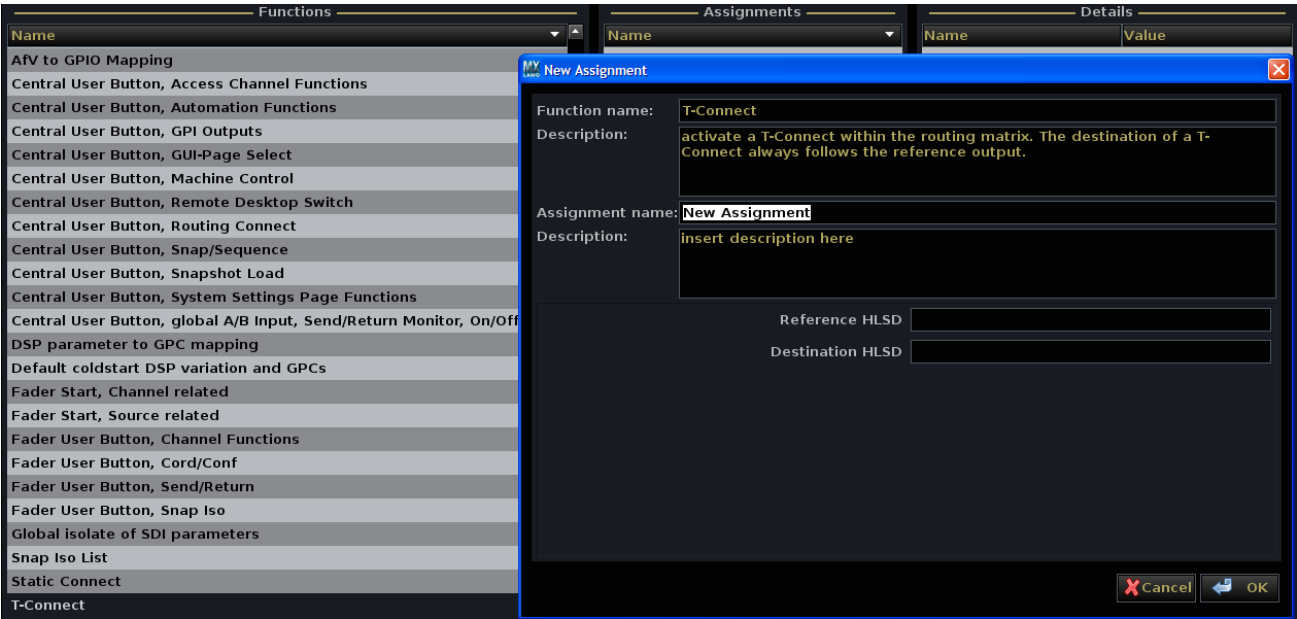 Functions
Assignments
Details
Name
Name
Name
Value
AfV to GPIO Mapping
Central User Button, Access Channel Functions
Central User Button, Automation Functions
Central User Button, GPI Outputs
Central User Button, GUI-Page Select
Central User Button, Machine Control
Central User Button, Remote Desktop Switch
Central User Button, Routing Connect
Central User Button, Snap/Sequence
Central User Button, Snapshot Load
Central User Button, System Settings Page Functions
Central User Button, global A/B Input, Send/Return Monitor, On/Off
DSP parameter to GPC mapping
Default coldstart DSP variation and GPCs
Fader Start, Channel related
Fader Start, Source related
Fader User Button, Channel Functions
Fader User Button, Cord/Conf
Fader User Button, Send/Return
Fader User Button, Snap Iso
Global isolate of SDI parameters
Snap Iso List
Static Connect
T-Connect
MX
LAWO
New Assignment
Function name:
T-Connect
Description:
activate a T-Connect within the routing matrix. The destination of a T-
Connect always follows the reference output.
Assignment name:
New Assignment
Description:
insert description here
Reference HLSD
Destination HLSD
Cancel
OK